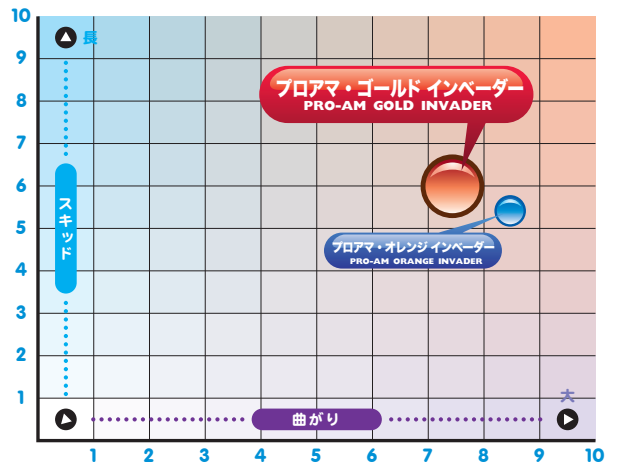 10
長
9
8
プロアマ・ゴールド インベーダー
PRO-AM GOLD INVADER
7
6
スキッド
5
プロアマ・オレンジ インベーダー
PRO-AM ORANGE INVADER
4
3
2
大
1
曲がり
1 2 3 4 5 6 7 8 9 10